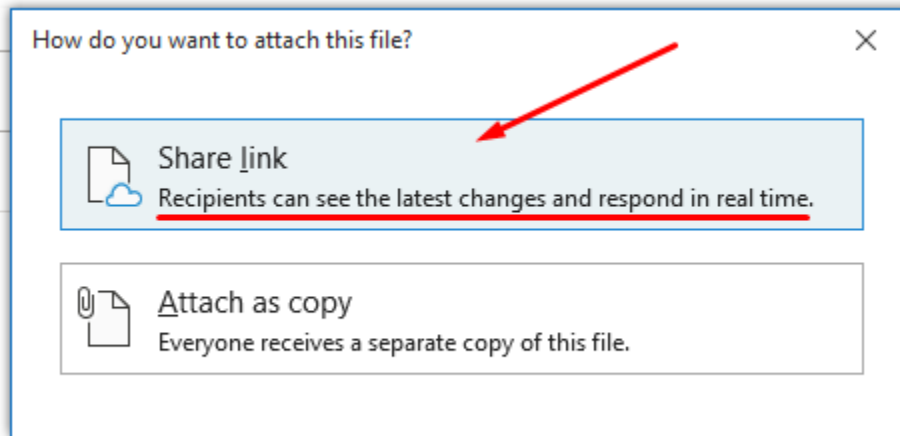 How do you want to attach this file?
Share link
Recipients can see the latest changes and respond in real time.
Attach as copy
Everyone receives a separate copy of this file.